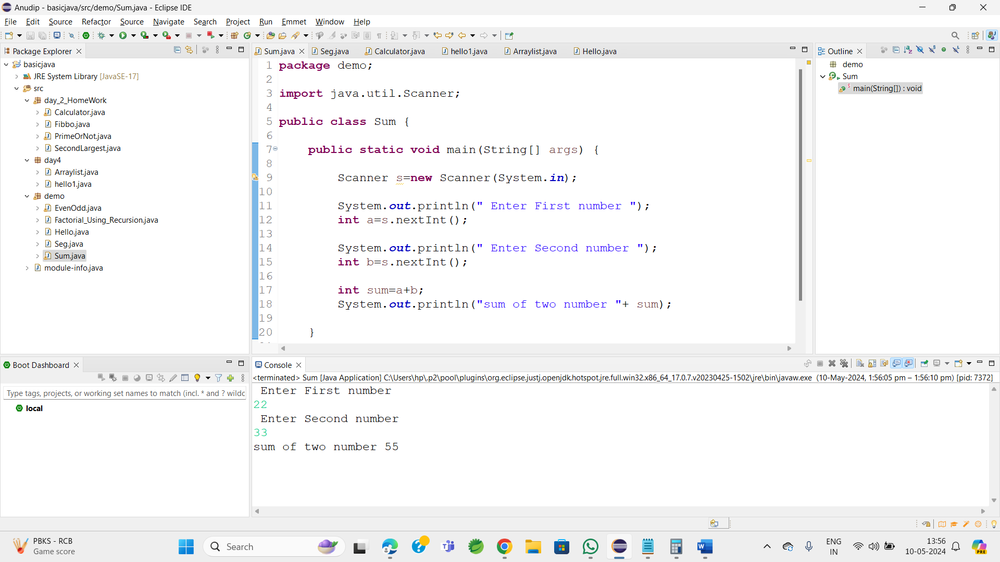 Anudip - basicjava/src/demo/Sum.java - Eclipse IDE
File Edit Source Refactor Source Navigate Search Project Run Emmet Window Help
Package Explorer
basicjava
JRE System Library [JavaSE-17]
src
day_2_HomeWork
Calculator.java
Fibbo.java
PrimeOrNot.java
SecondLargest.java
day4
Arraylist.java
hello1.java
demo
EvenOdd.java
Factorial_Using_Recursion.java
Hello.java
Seg.java
Sum.java
module-info.java
Sum.java Seg.java Calculator.java hello1.java Arraylist.java Hello.java
1 package demo;
2
3 import java.util.Scanner;
4
5 public class Sum {
6
7 public static void main(String[] args) {
8
9 Scanner s=new Scanner(System.in);
10
11 System.out.println(" Enter First number ");
12 int a=s.nextInt();
13
14 System.out.println(" Enter Second number ");
15 int b=s.nextInt();
16
17 int sum=a+b;
18 System.out.println("sum of two number "+ sum);
19
20 }
Outline
demo
Sum
main(String[]) : void
Boot Dashboard
Type tags, projects, or working set names to match (incl. * and ? wildc
local
Console
<terminated> Sum [Java Application] C:\Users\hp\.p2\pool\plugins\org.eclipse.justj.openjdk.hotspot.jre.full.win32.x86_64_17.0.7.v20230425-1502\jre\bin\javaw.exe (10-May-2024, 1:56:05 pm – 1:56:10 pm) [pid: 7372]
Enter First number
22
Enter Second number
33
sum of two number 55
PBKS - RCB
Game score
Search
ENG
IN
13:56
10-05-2024
PRE